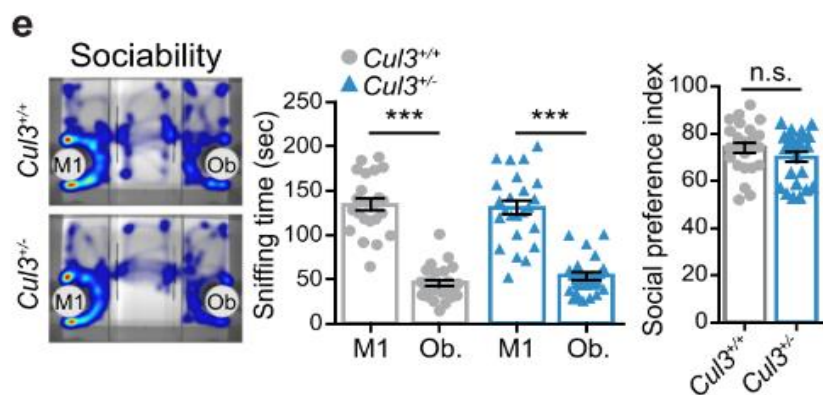 e
Sociability
Cul3+/+
M1
Ob
Cul3+/-
M1
Ob
Cul3+/+
Cul3+/-
Sniffing time (sec)
250
200
150
100
50
0
***
***
M1
Ob.
M1
Ob.
Social preference index
100
80
60
40
20
0
n.s.
Cul3+/+
Cul3+/-